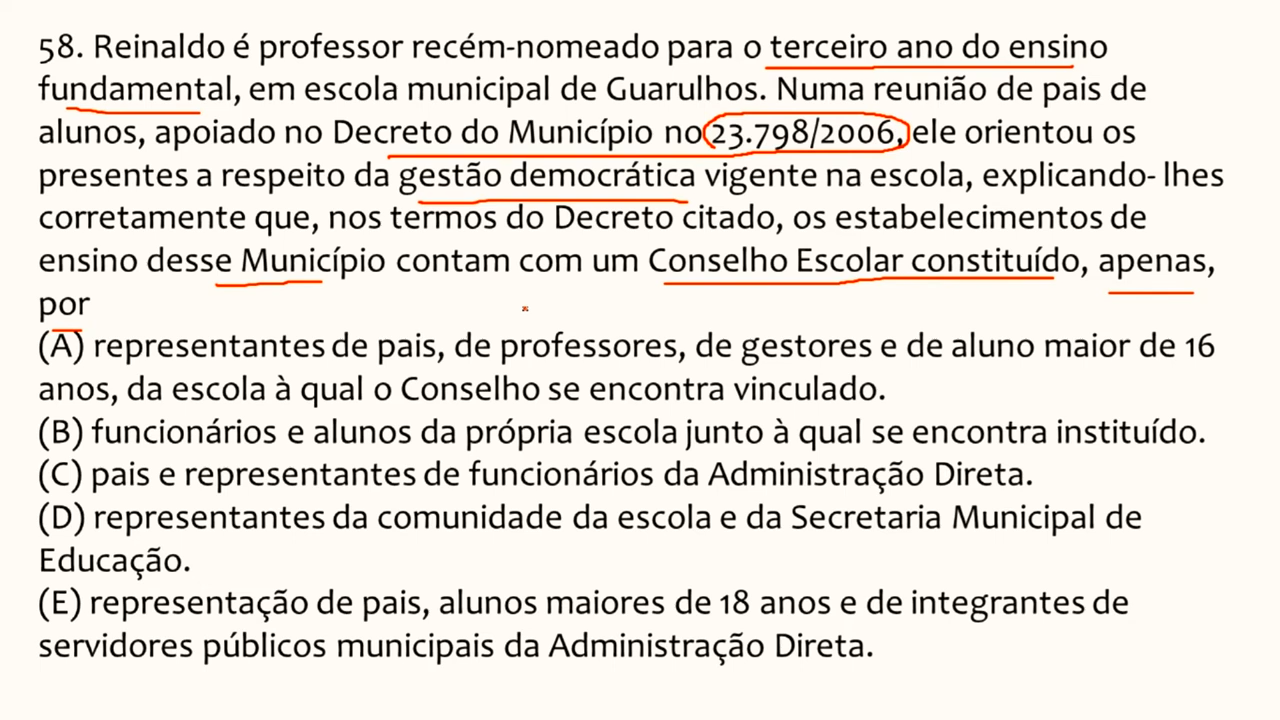 58. Reinaldo é professor recém-nomeado para o terceiro ano do ensino
fundamental, em escola municipal de Guarulhos. Numa reunião de pais de
alunos, apoiado no Decreto do Município no 23.798/2006, ele orientou os
presentes a respeito da gestão democrática vigente na escola, explicando- lhes
corretamente que, nos termos do Decreto citado, os estabelecimentos de
ensino desse Município contam com um Conselho Escolar constituído, apenas,
por
(A) representantes de pais, de professores, de gestores e de aluno maior de 16
anos, da escola à qual o Conselho se encontra vinculado.
(B) funcionários e alunos da própria escola junto à qual se encontra instituído.
(C) pais e representantes de funcionários da Administração Direta.
(D) representantes da comunidade da escola e da Secretaria Municipal de
Educação.
(E) representação de pais, alunos maiores de 18 anos e de integrantes de
servidores públicos municipais da Administração Direta.